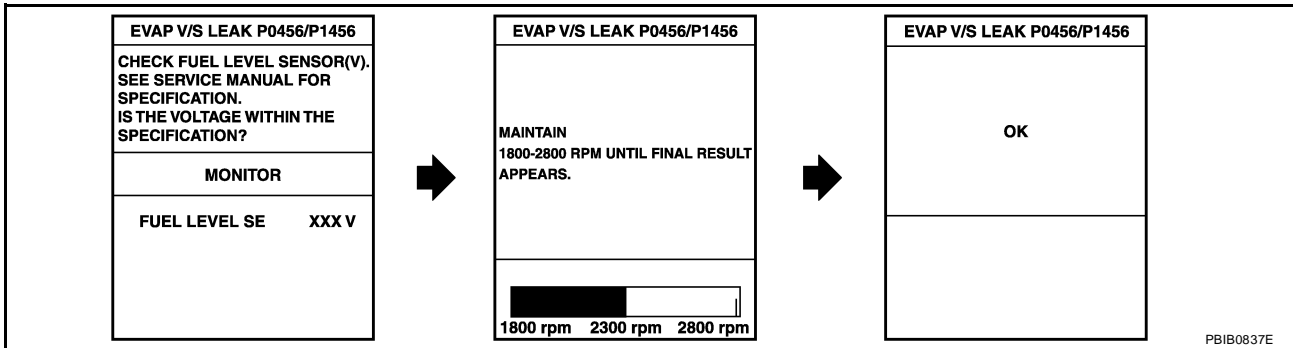 EVAP V/S LEAK P0456/P1456
CHECK FUEL LEVEL SENSOR(V).
SEE SERVICE MANUAL FOR
SPECIFICATION.
IS THE VOLTAGE WITHIN THE
SPECIFICATION?
MONITOR
FUEL LEVEL SE XXX V
EVAP V/S LEAK P0456/P1456
MAINTAIN
1800-2800 RPM UNTIL FINAL RESULT
APPEARS.
1800 rpm 2300 rpm 2800 rpm
EVAP V/S LEAK P0456/P1456
OK
PBIB0837E